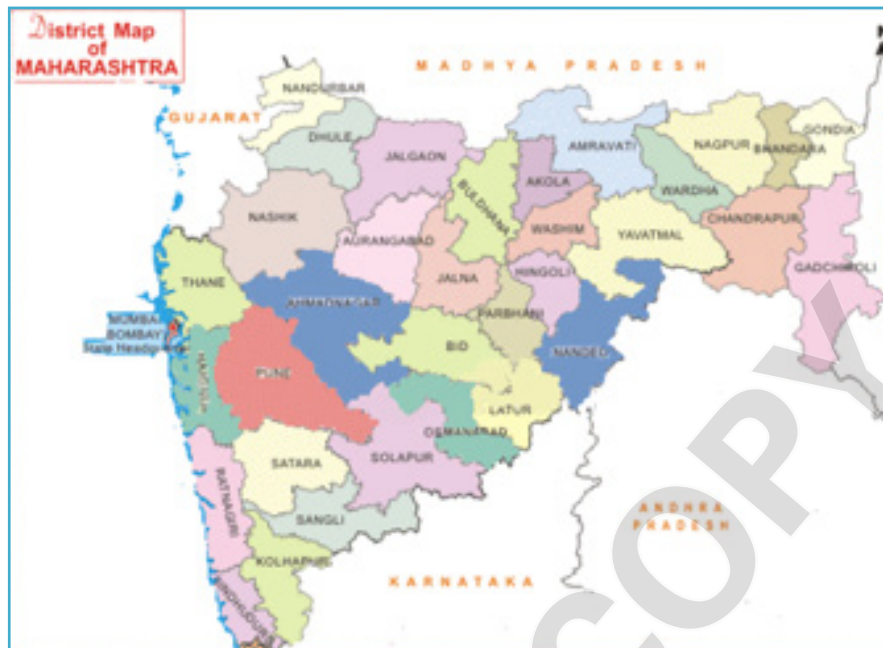 District Map
of
MAHARASHTRA
MADHYA PRADESH
GUJARAT
NANDURBAR
DHULE
JALGAON
BULDHANA
AKOLA
AMRAVATI
WARDHA
NAGPUR
BHANDARA
GONDIA
NASHIK
AURANGABAD
JALNA
WASHIM
HINGOLI
YAVATMAL
CHANDRAPUR
GADCHIROLI
THANE
AHMADNAGAR
PARBHANI
MUMBAI
BOMBAY
State
PUNE
BID
NANDED
LATUR
OSMANABAD
SATARA
SOLAPUR
RATNAGIRI
SANGLI
KOLHAPUR
SINDHUDURG
KARNATAKA
ANDHRA
PRADESH
COPY